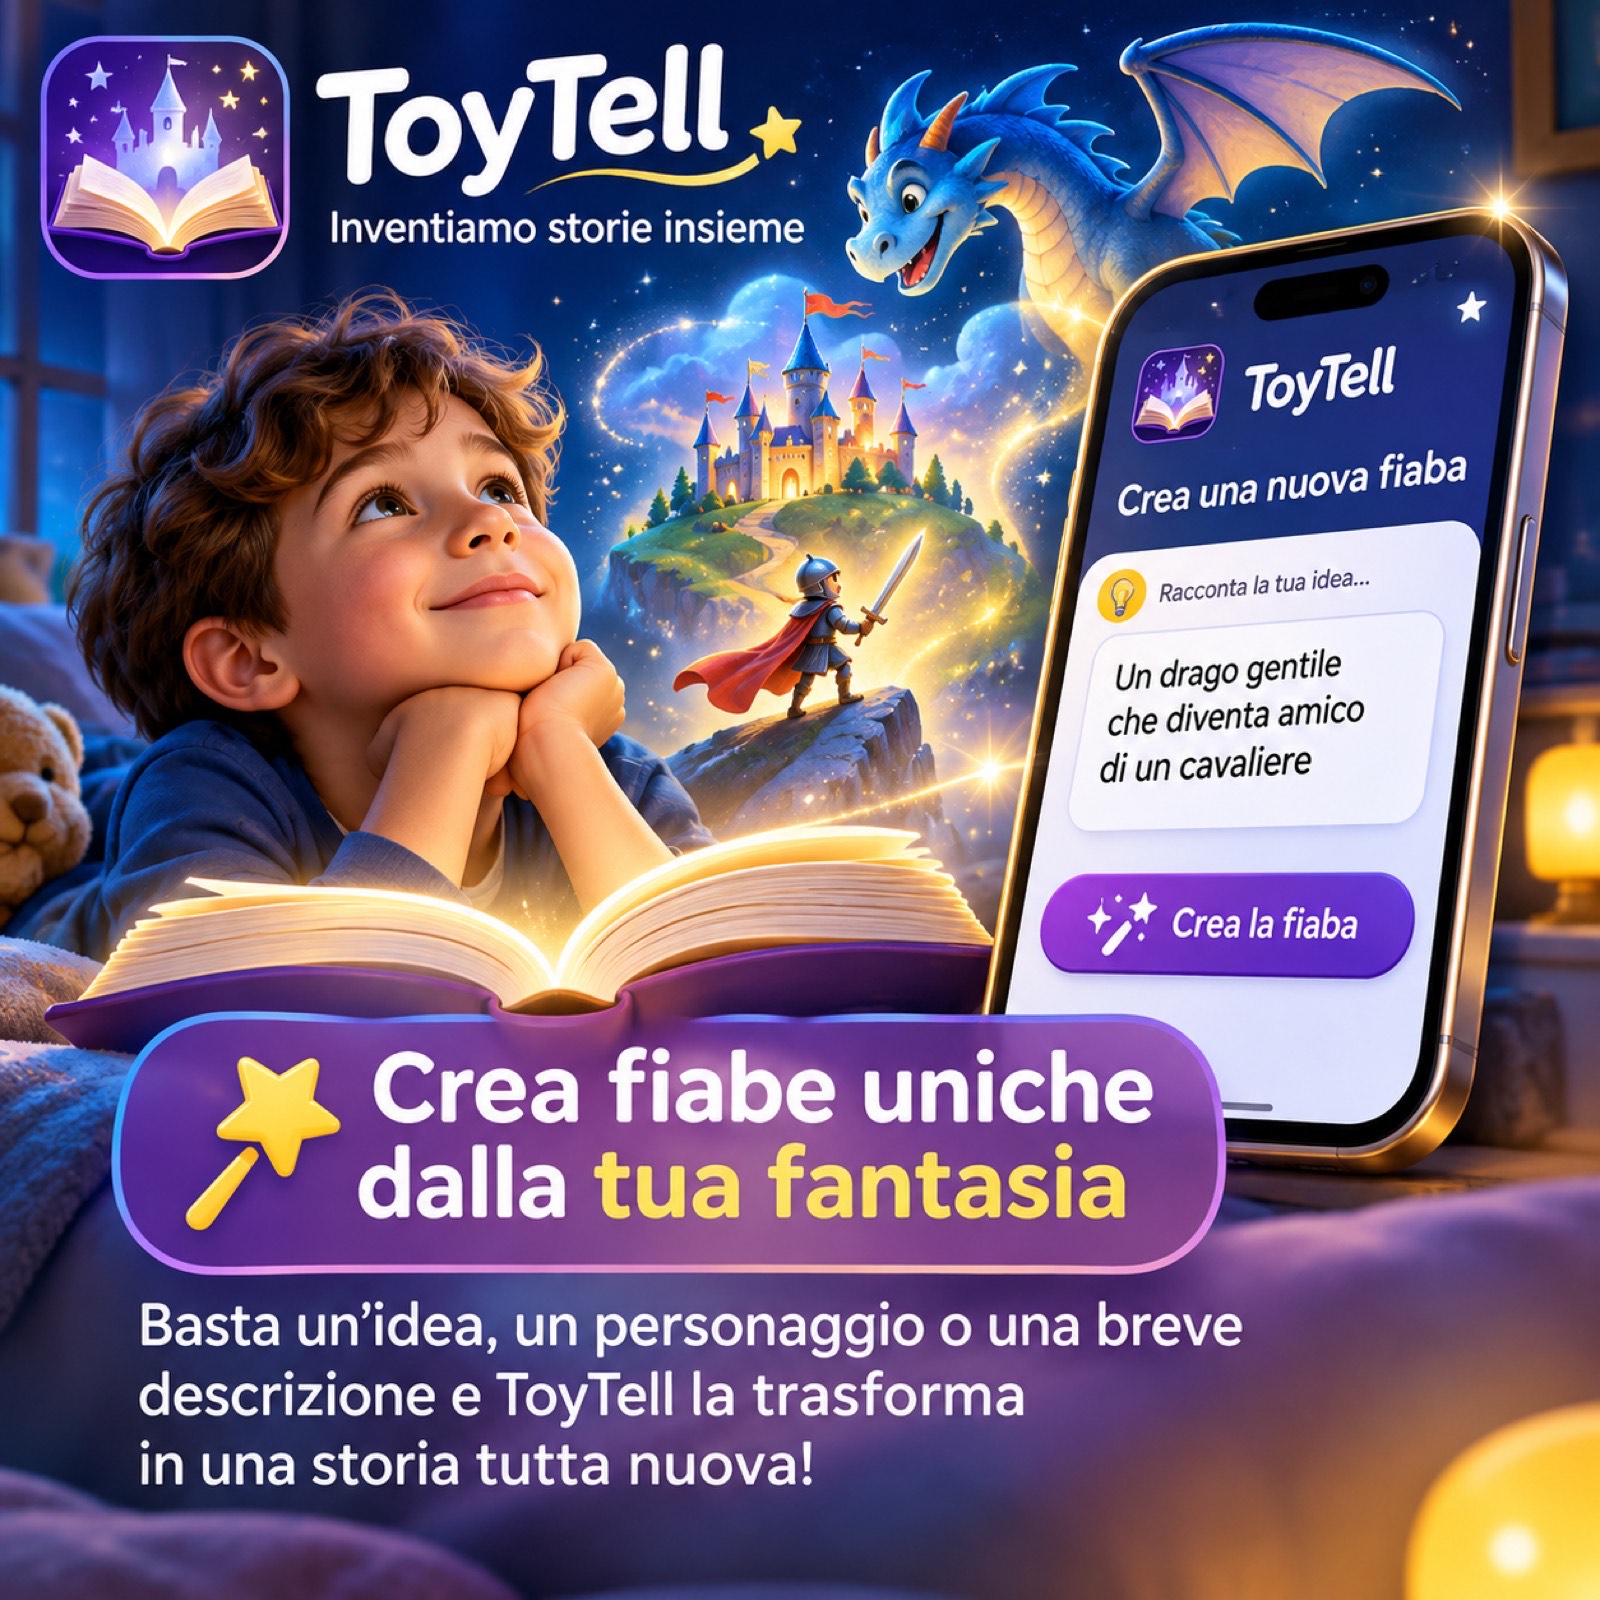 ToyTell
Inventiamo storie insieme
ToyTell
Crea una nuova fiaba
Racconta la tua idea...
Un drago gentile
che diventa amico
di un cavaliere
Crea la fiaba
Crea fiabe uniche
dalla tua fantasia
Basta un’idea, un personaggio o una breve
descrizione e ToyTell la trasforma
in una storia tutta nuova!